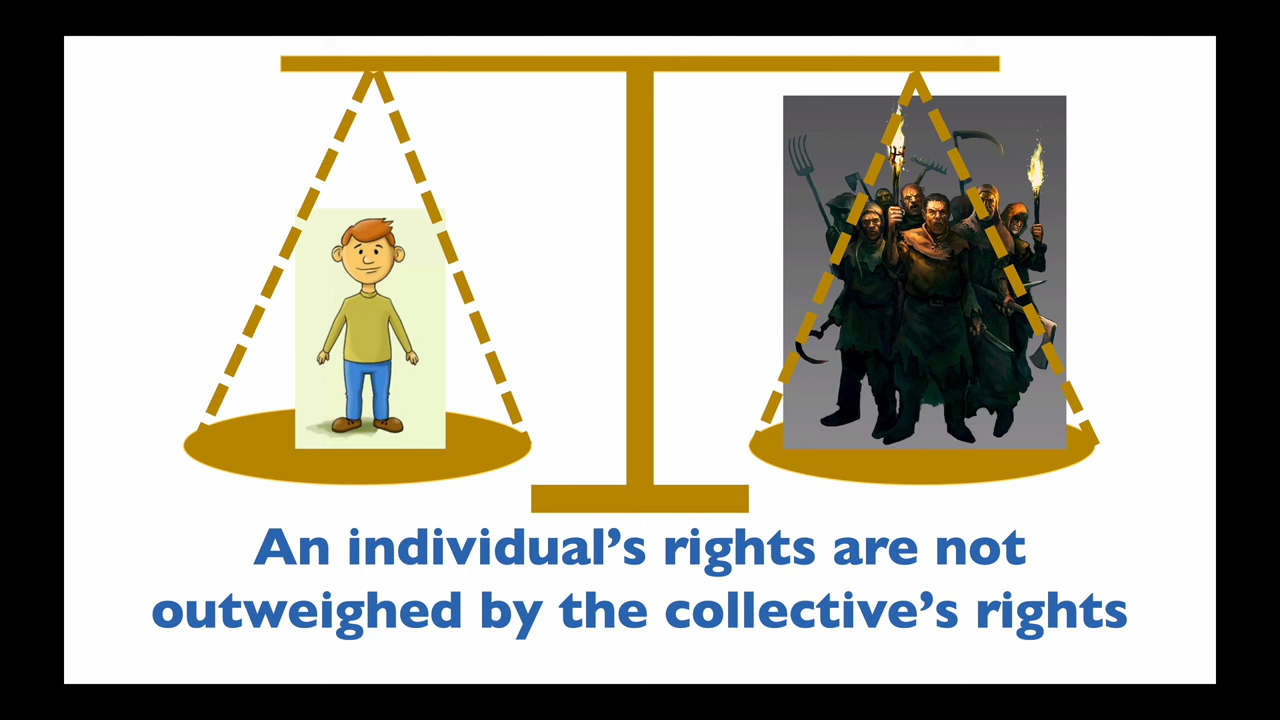 An individual’s rights are not
outweighed by the collective’s rights